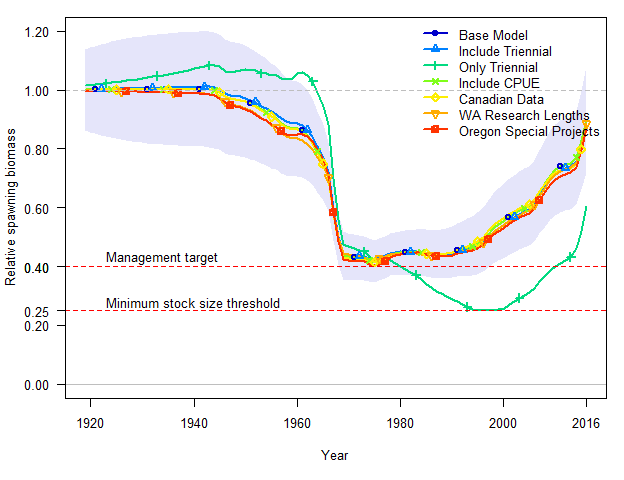 1.20
1.00
0.80
0.60
0.40
0.25
0.20
0.00
Relative spawning biomass
Base Model
Include Triennial
Only Triennial
Include CPUE
Canadian Data
WA Research Lengths
Oregon Special Projects
Management target
Minimum stock size threshold
1920 1940 1960 1980 2000 2016
Year